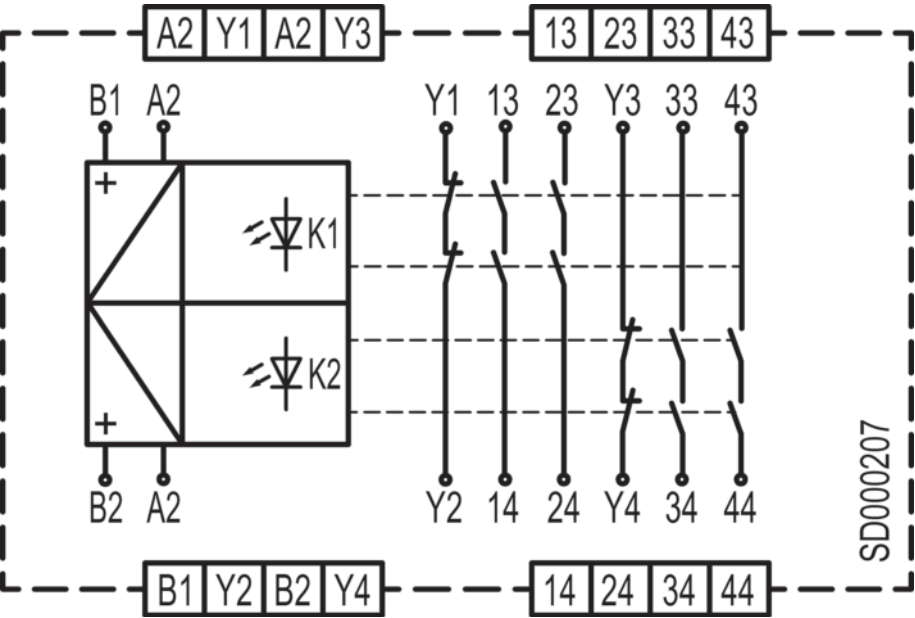 A2 Y1 A2 Y3 13 23 33 43
B1 A2 Y1 13 23 Y3 33 43
+
K1
K2
+
B2 A2 Y2 14 24 Y4 34 44
SD000207
B1 Y2 B2 Y4 14 24 34 44